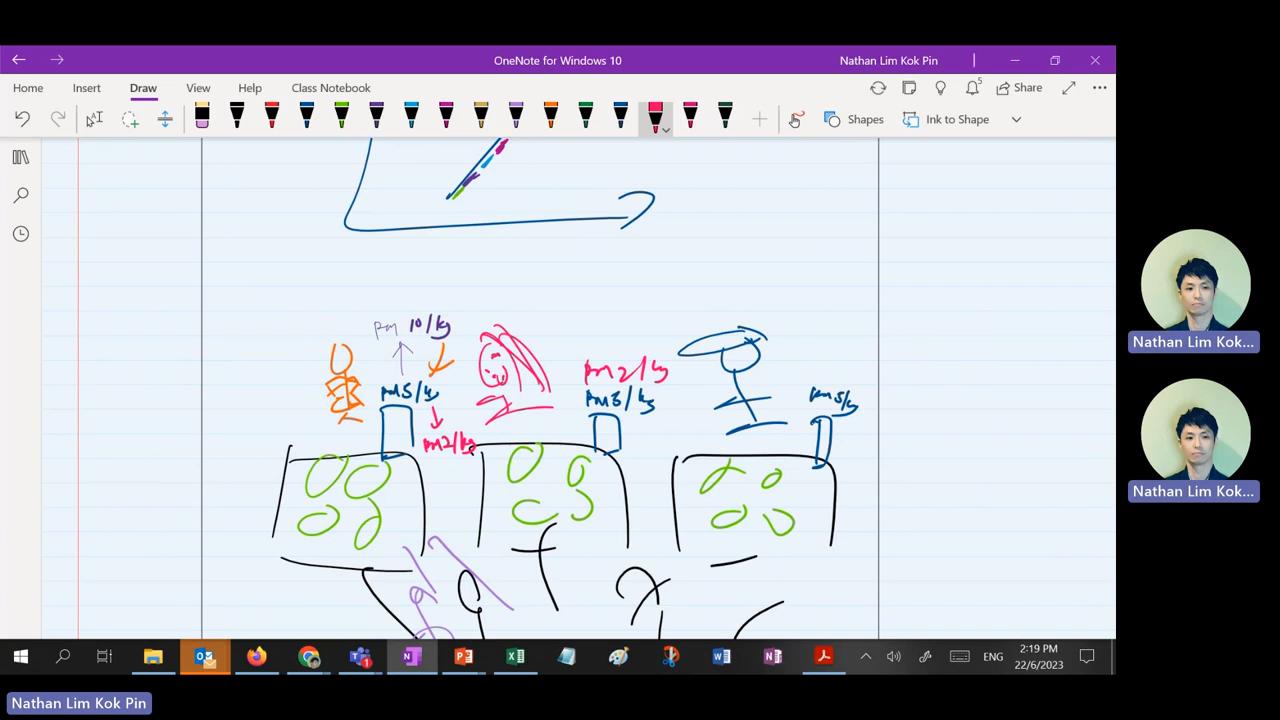 OneNote for Windows 10
Nathan Lim Kok Pin
Home
Insert
Draw
View
Help
Class Notebook
5
Share
Shapes
Ink to Shape
Rm 10/kg
RM5/kg
RM2/kg
RM2/kg
RM5/kg
Nathan Lim Kok...
Nathan Lim Kok...
1
ENG
2:19 PM
22/6/2023
Nathan Lim Kok Pin